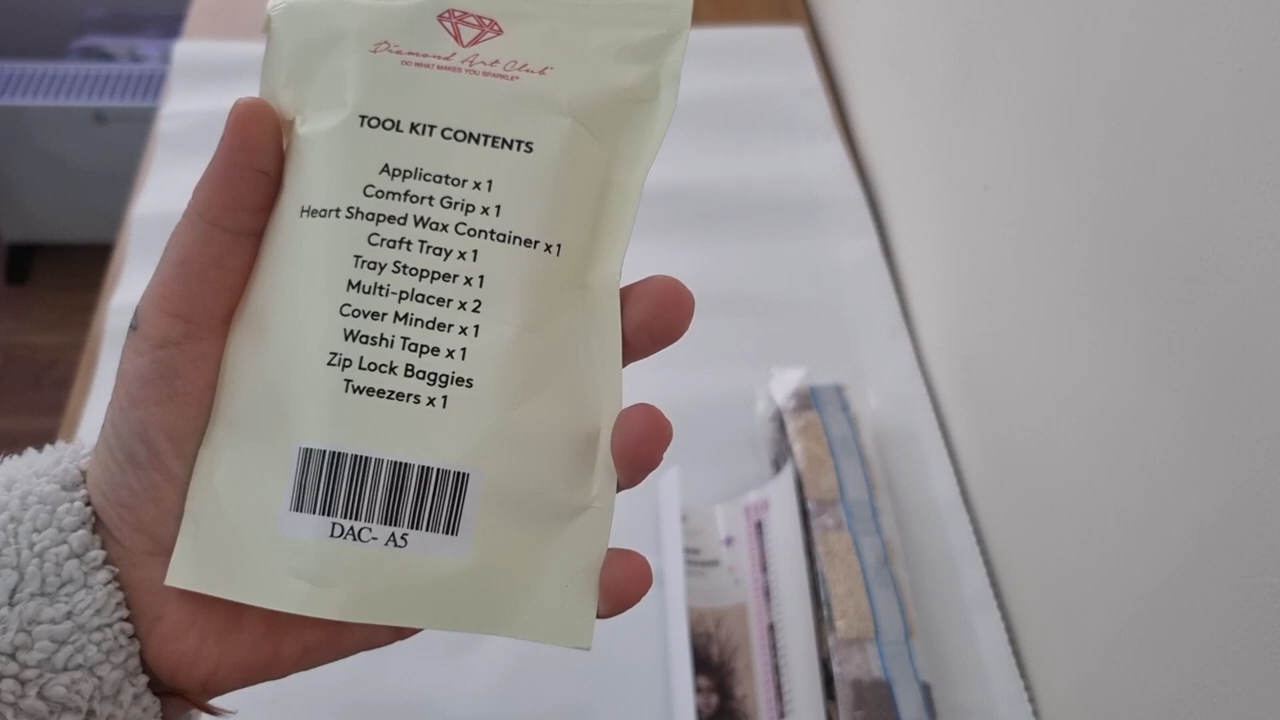 Diamond Art Club
DO WHAT MAKES YOU SPARKLE
TOOL KIT CONTENTS
Applicator x 1
Comfort Grip x 1
Heart Shaped Wax Container x 1
Craft Tray x 1
Tray Stopper x 1
Multi-placer x 2
Cover Minder x 1
Washi Tape x 1
Zip Lock Baggies
Tweezers x 1
DAC- A5